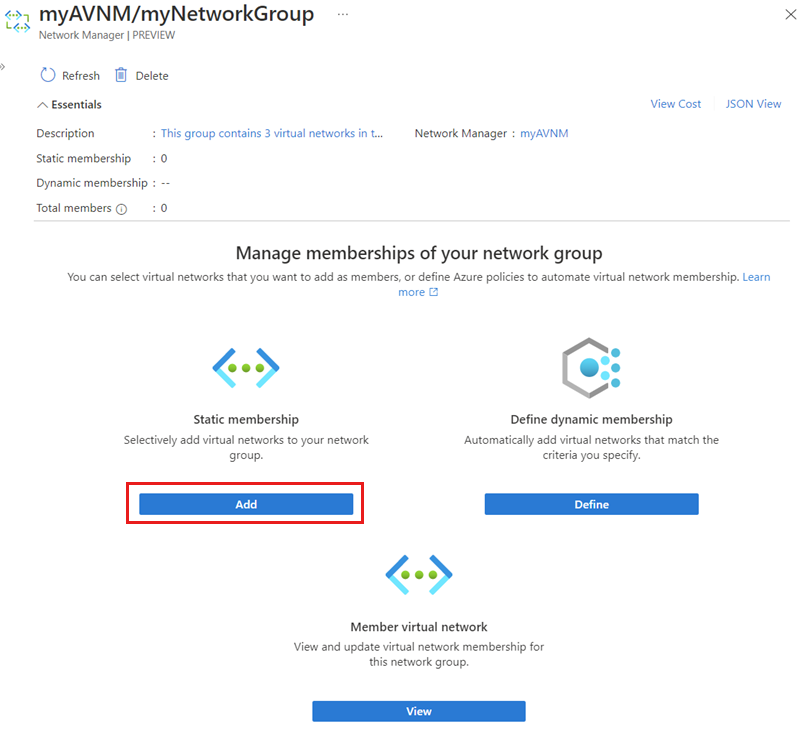 myAVNM/myNetworkGroup ...
Network Manager | PREVIEW
»
Refresh Delete
Essentials
View Cost JSON View
Description : This group contains 3 virtual networks in t...
Network Manager : myAVNM
Static membership : 0
Dynamic membership : --
Total members : 0
Manage memberships of your network group
You can select virtual networks that you want to add as members, or define Azure policies to automate virtual network membership. Learn
more
Static membership
Selectively add virtual networks to your network
group.
Add
Define dynamic membership
Automatically add virtual networks that match the
criteria you specify.
Define
Member virtual network
View and update virtual network membership for
this network group.
View